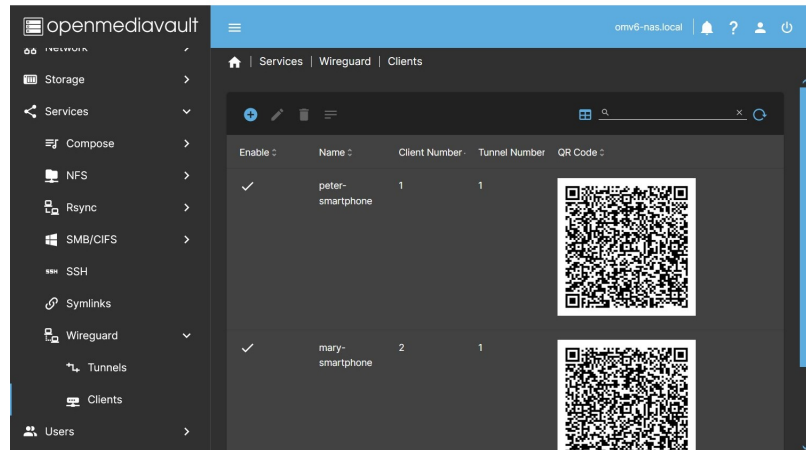 openmediavault
omv6-nas.local
Network
Storage
Services
Compose
NFS
Rsync
SMB/CIFS
SSH SSH
Symlinks
Wireguard
Tunnels
Clients
Users
| Services | Wireguard | Clients
Enable Name Client Number Tunnel Number QR Code
peter-smartphone 1 1
mary-smartphone 2 1